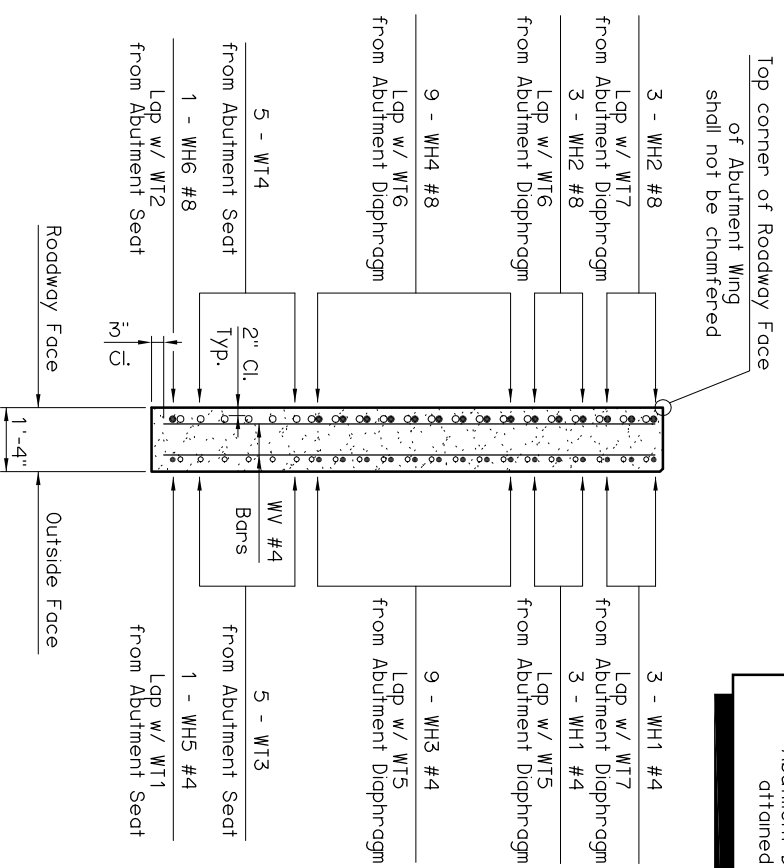 Top corner of Roadway Face
of Abutment Wing
shall not be chamfered
3 - WH2 #8
Lap w/ WT7
from Abutment Diaphragm
3 - WH2 #8
Lap w/ WT6
from Abutment Diaphragm
9 - WH4 #8
Lap w/ WT6
from Abutment Diaphragm
5 - WT4
from Abutment Seat
1 - WH6 #8
Lap w/ WT2
from Abutment Seat
Roadway Face
3" Cl.
2" Cl.
Typ.
1'-4"
WV #4
Bars
Outside Face
3 - WH1 #4
Lap w/ WT7
from Abutment Diaphragm
3 - WH1 #4
Lap w/ WT5
from Abutment Diaphragm
9 - WH3 #4
Lap w/ WT5
from Abutment Diaphragm
5 - WT3
from Abutment Seat
1 - WH5 #4
Lap w/ WT1
from Abutment Seat
attained